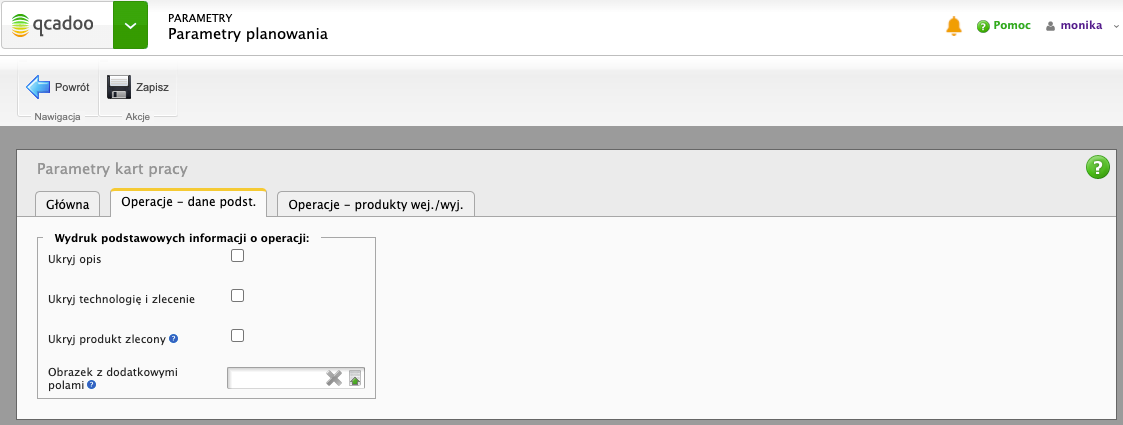 qcadoo
PARAMETRY
Parametry planowania
? Pomoc
monika
Powrót
Zapisz
Nawigacja
Akcje
Parametry kart pracy
?
Główna
Operacje – dane podst.
Operacje – produkty wej./wyj.
Wydruk podstawowych informacji o operacji:
Ukryj opis
Ukryj technologię i zlecenie
Ukryj produkt zlecony ?
Obrazek z dodatkowymi
polami ?